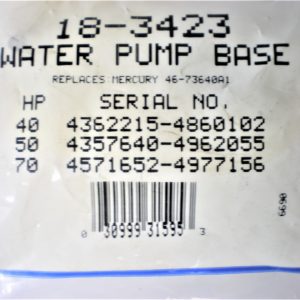 18-3423
WATER PUMP BASE
REPLACES MERCURY 46-73640A1
HP SERIAL NO.
40 4362215-4860102
50 4357640-4962055
70 4571652-4977156
0 30999 31595 3
0699